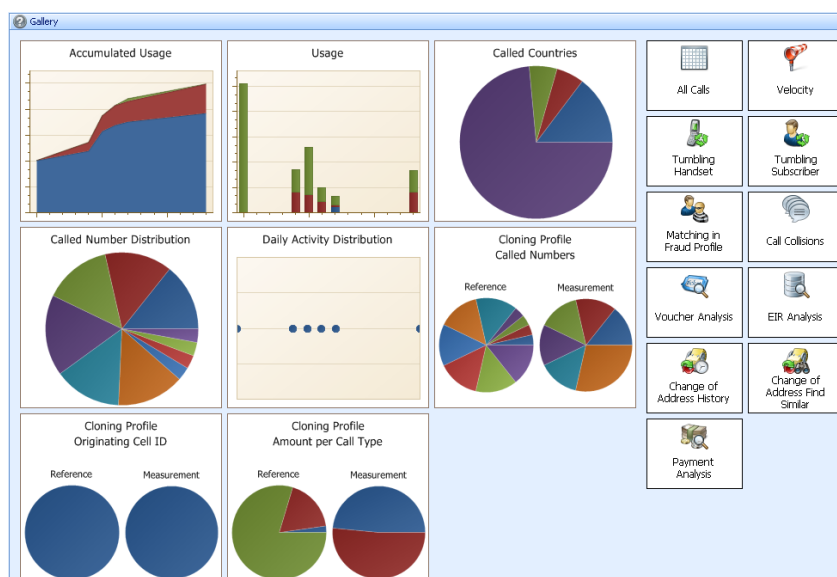 Gallery
Accumulated Usage
Usage
Called Countries
All Calls
Velocity
Tumbling
Handset
Tumbling
Subscriber
Called Number Distribution
Daily Activity Distribution
Cloning Profile
Called Numbers
Reference
Measurement
Matching in
Fraud Profile
Call Collisions
Voucher Analysis
EIR Analysis
Change of
Address History
Change of
Address Find
Similar
Cloning Profile
Originating Cell ID
Reference
Measurement
Cloning Profile
Amount per Call Type
Reference
Measurement
Payment
Analysis